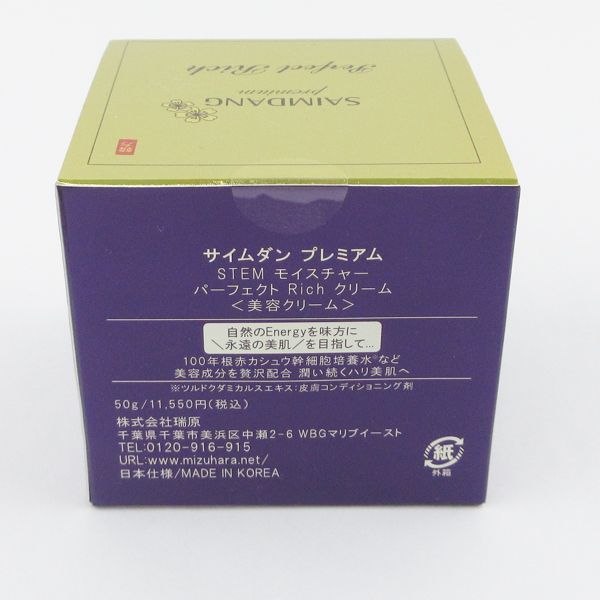 Perfect Rich
premium
SAIMDANG
サイムダン プレミアム
STEM モイスチャー
パーフェクト Rich クリーム
＜美容クリーム＞
自然のEnergyを味方に
＼永遠の美肌／を目指して…
100年根赤カシュウ幹細胞培養水※など
美容成分を贅沢配合 潤い続くハリ美肌へ
※ツルドクダミカルスエキス:皮膚コンディショニング剤
50g/11,550円(税込)
株式会社瑞原
千葉県千葉市美浜区中瀬2-6 WBGマリブイースト
TEL:0120-916-915
URL:www.mizuhara.net/
日本仕様/MADE IN KOREA
紙
外箱